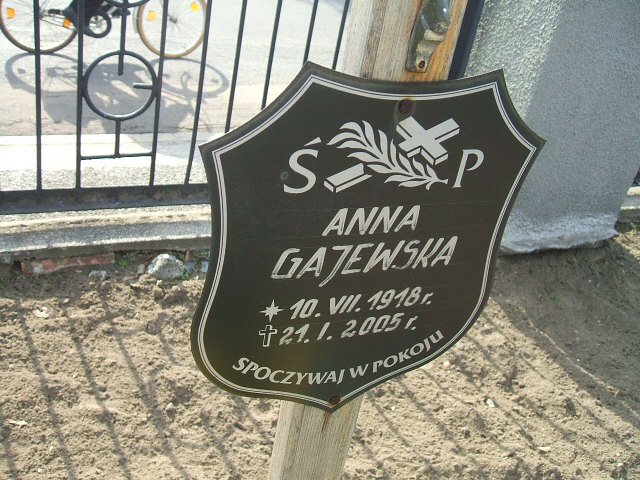 Ś P
ANNA
GAJEWSKA
10. VII. 1918 r.
21. I. 2005 r.
SPOCZYWAJ W POKOJU